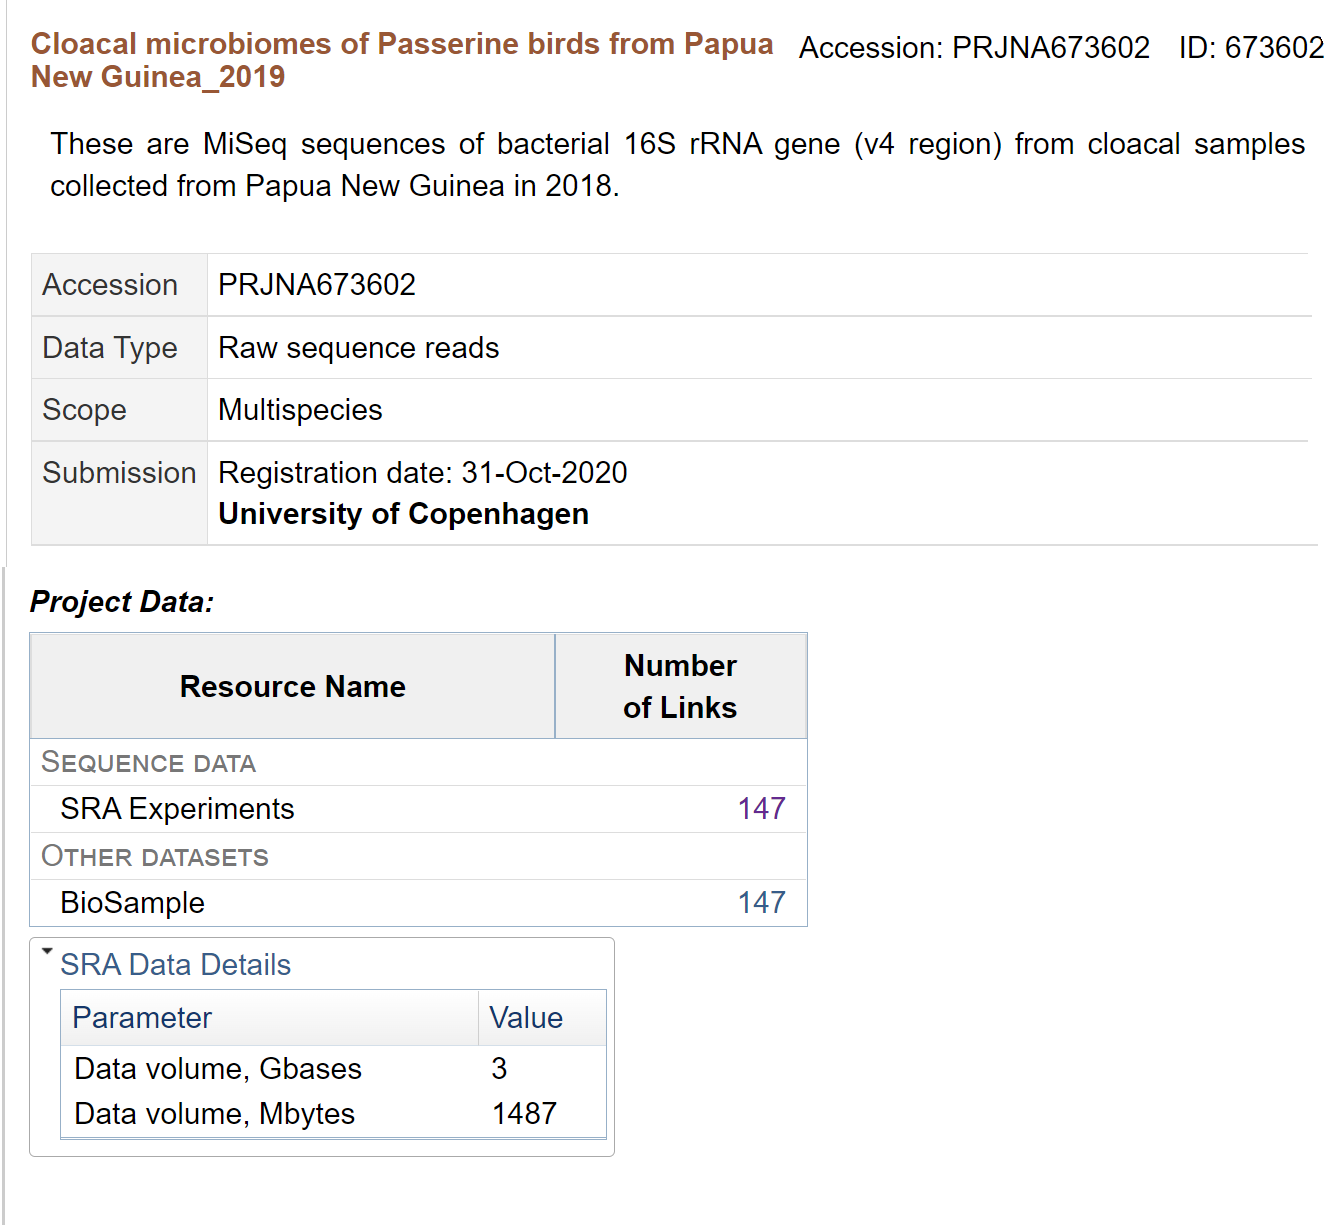 Cloacal microbiomes of Passerine birds from Papua
New Guinea_2019
Accession: PRJNA673602 ID: 673602
These are MiSeq sequences of bacterial 16S rRNA gene (v4 region) from cloacal samples
collected from Papua New Guinea in 2018.
Accession PRJNA673602
Data Type Raw sequence reads
Scope Multispecies
Submission Registration date: 31-Oct-2020
University of Copenhagen
Project Data:
Resource Name Number
of Links
SEQUENCE DATA
SRA Experiments 147
OTHER DATASETS
BioSample 147
SRA Data Details
Parameter Value
Data volume, Gbases 3
Data volume, Mbytes 1487